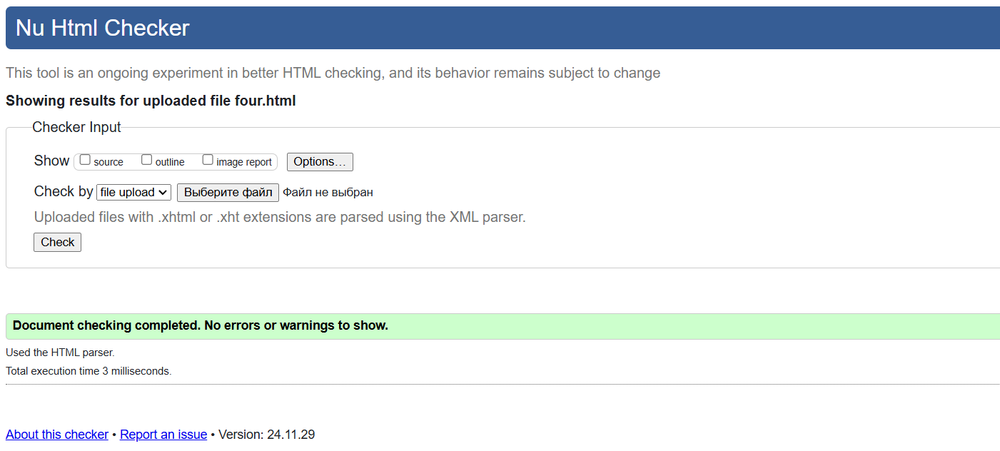 Nu Html Checker
This tool is an ongoing experiment in better HTML checking, and its behavior remains subject to change
Showing results for uploaded file four.html
Checker Input
Show source outline image report Options...
Check by file upload Выберите файл Файл не выбран
Uploaded files with .xhtml or .xht extensions are parsed using the XML parser.
Check
Document checking completed. No errors or warnings to show.
Used the HTML parser.
Total execution time 3 milliseconds.
About this checker • Report an issue • Version: 24.11.29